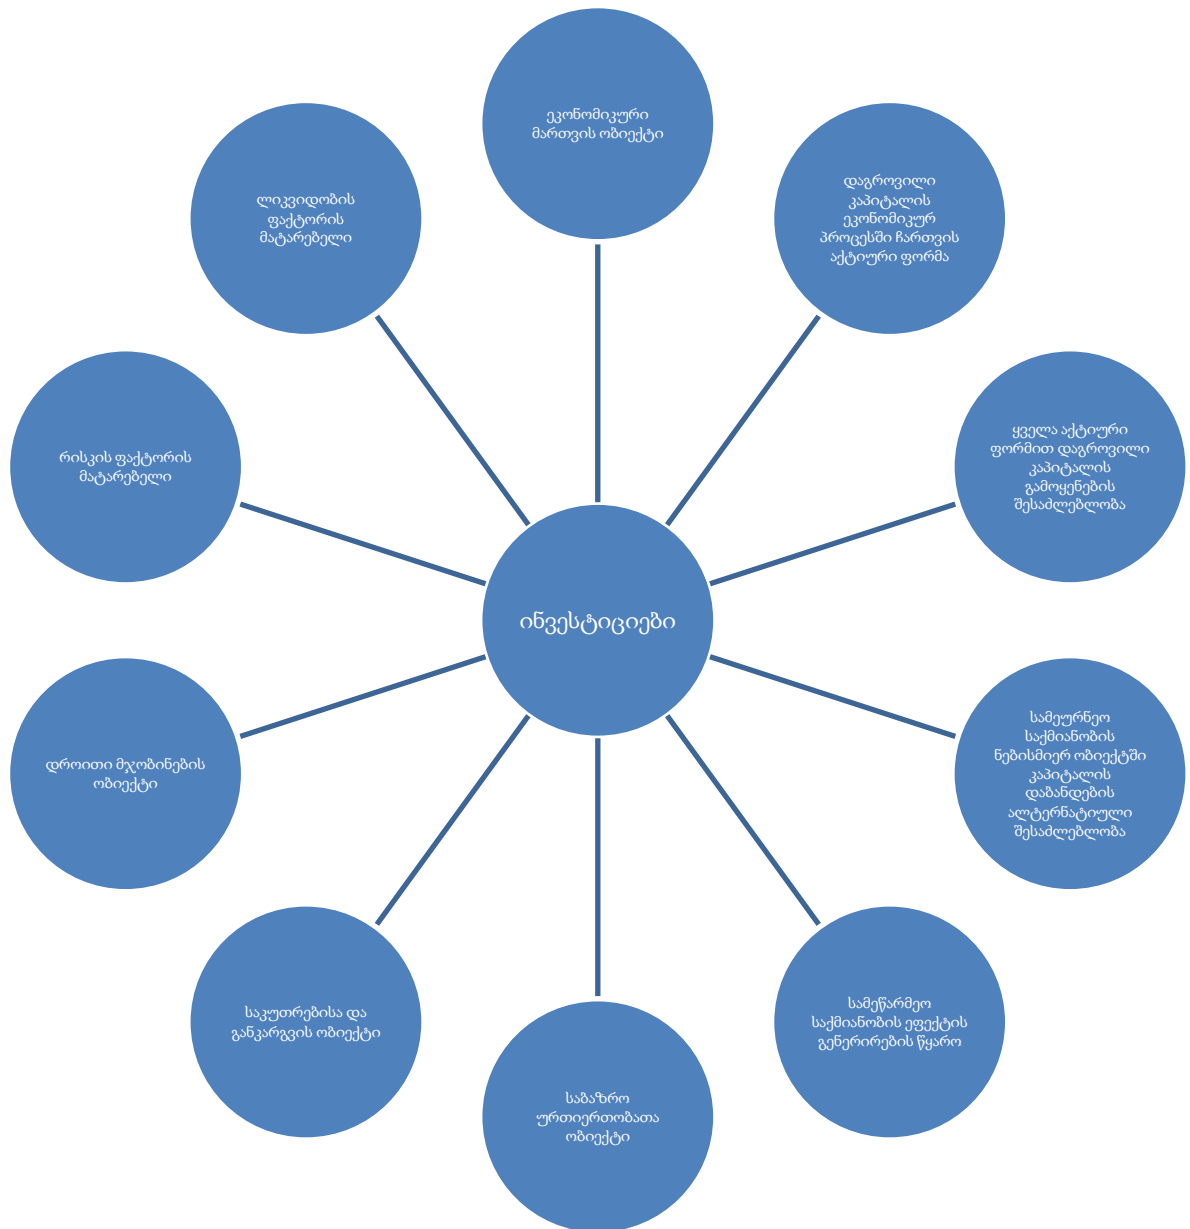 ეკონომიკური
მართვის ობიექტი
დაგროვილი
კაპიტალის
ეკონომიკურ
პროცესში ჩართვის
აქტიური ფორმა
ყველა აქტიური
ფორმით დაგროვილი
კაპიტალის
გამოყენების
შესაძლებლობა
სამეურნეო
საქმიანობის
ნებისმიერ ობიექტში
კაპიტალის
დაბანდების
ალტერნატიული
შესაძლებლობა
სამეწარმეო
საქმიანობის ეფექტის
გენერირების წყარო
საბაზრო
ურთიერთობათა
ობიექტი
საკუთრებისა და
განკარგვის ობიექტი
დროითი მჯობინების
ობიექტი
რისკის ფაქტორის
მატარებელი
ლიკვიდობის
ფაქტორის
მატარებელი
ინვესტიციები